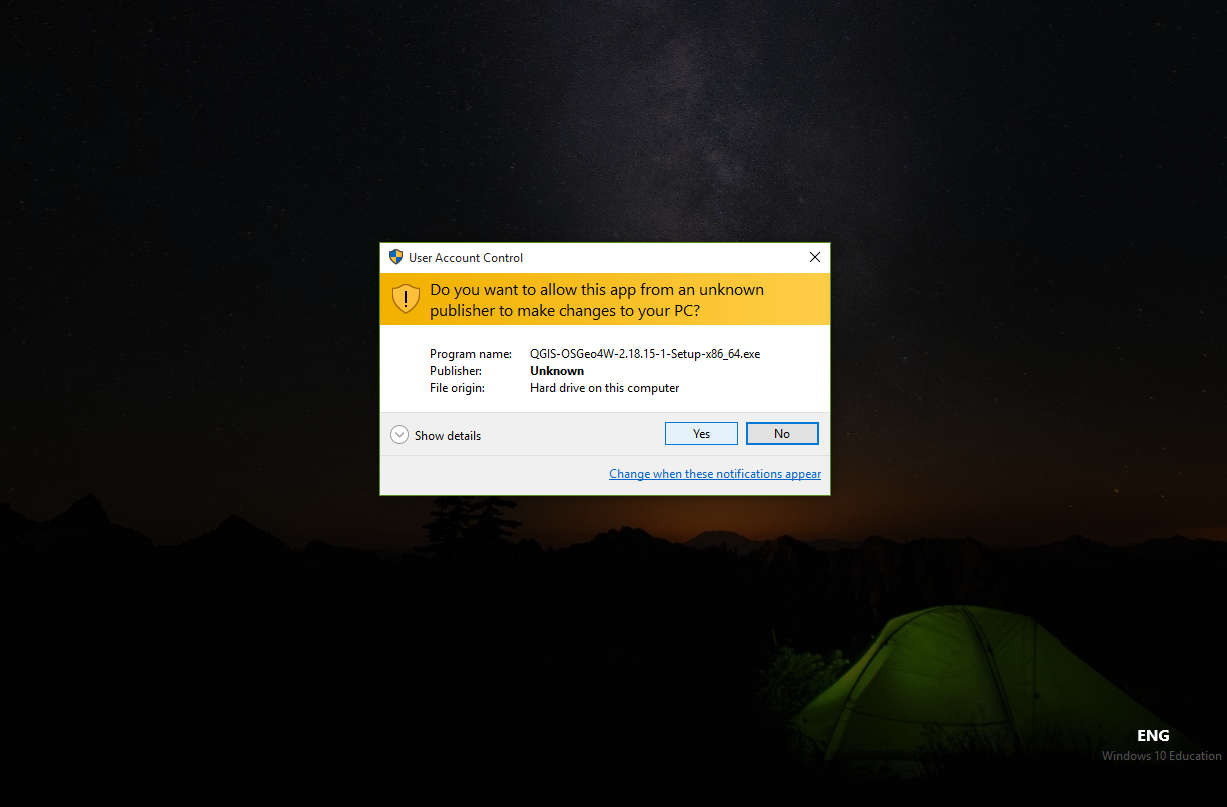 User Account Control
Do you want to allow this app from an unknown
publisher to make changes to your PC?
Program name: QGIS-OSGeo4W-2.18.15-1-Setup-x86_64.exe
Publisher: Unknown
File origin: Hard drive on this computer
Show details
Yes
No
Change when these notifications appear
ENG
Windows 10 Education